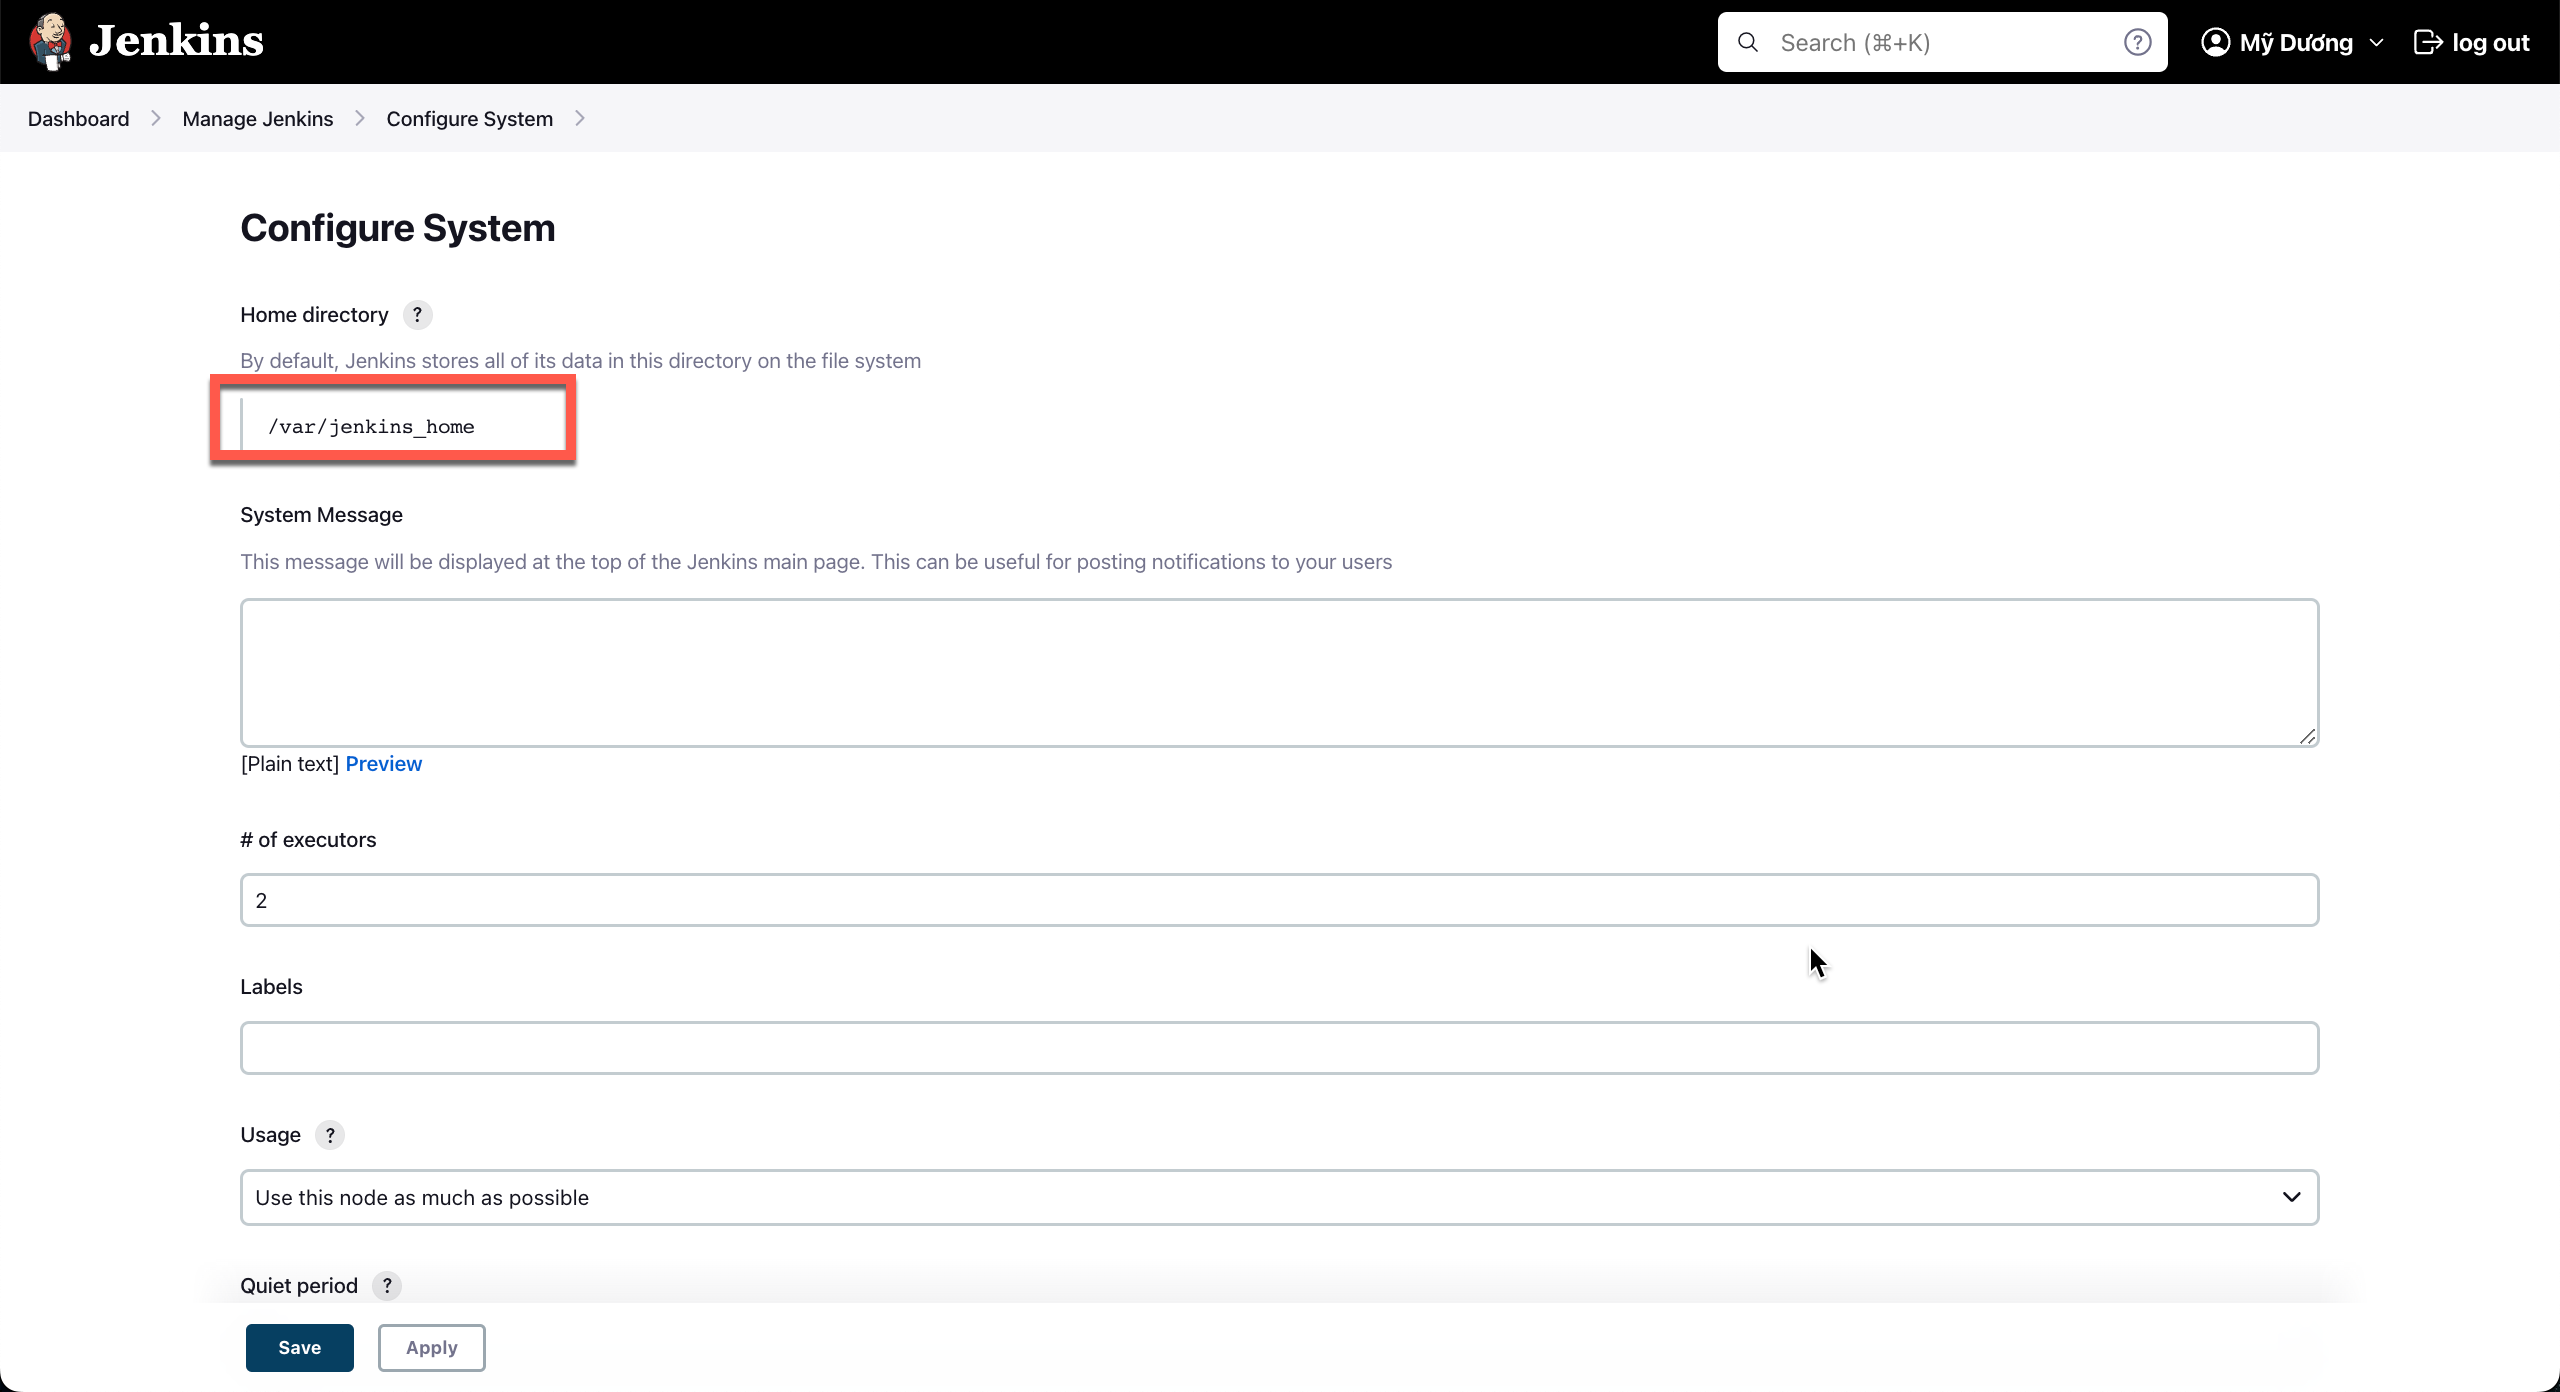 Jenkins
Search (⌘+K)
?
Mỹ Dương
log out
Dashboard
Manage Jenkins
Configure System
Configure System
Home directory ?
By default, Jenkins stores all of its data in this directory on the file system
/var/jenkins_home
System Message
This message will be displayed at the top of the Jenkins main page. This can be useful for posting notifications to your users
[Plain text] Preview
# of executors
2
Labels
Usage ?
Use this node as much as possible
Quiet period ?
Save
Apply